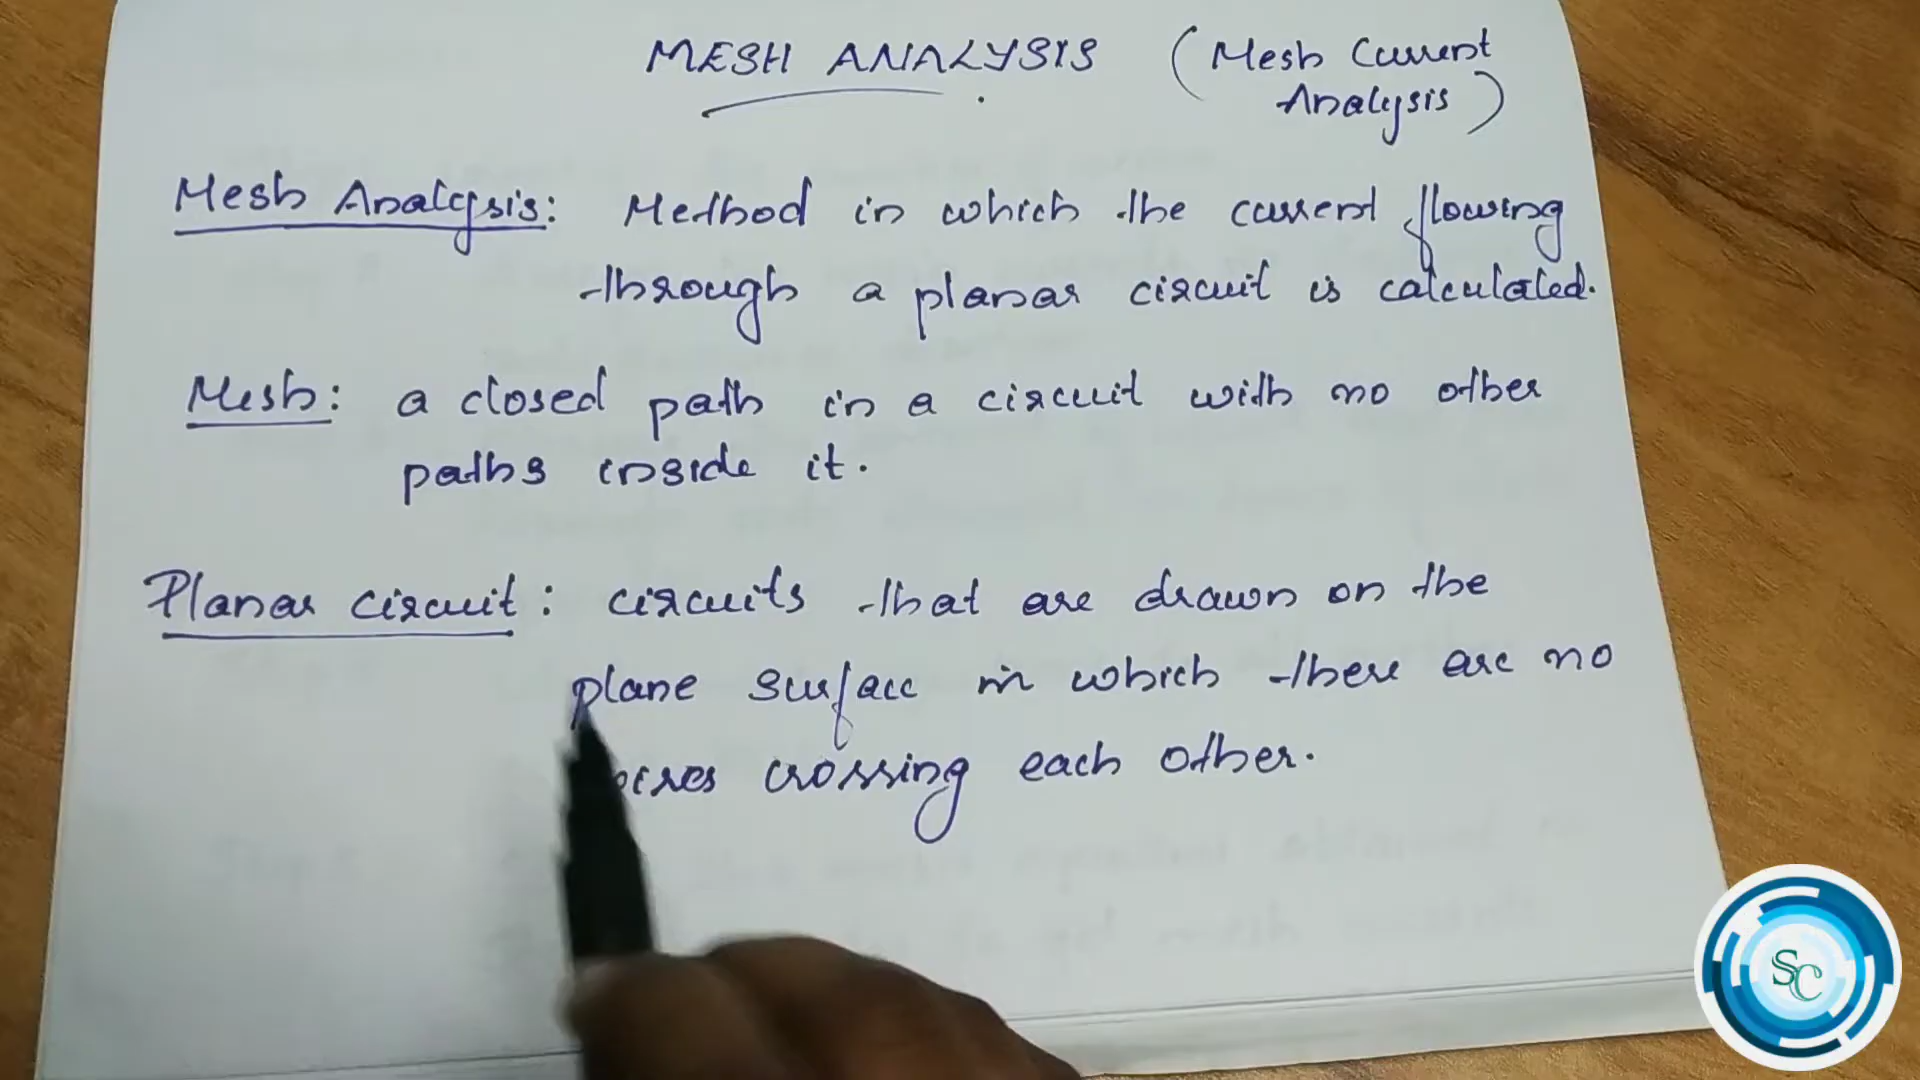 MESH ANALYSIS (Mesh Current
Analysis)
Mesh Analysis: Method in which the current flowing
through a planar circuit is calculated.
Mesh: a closed path in a circuit with no other
paths inside it.
Planar circuit: circuits that are drawn on the
plane surface in which there are no
crossing each other.
SC